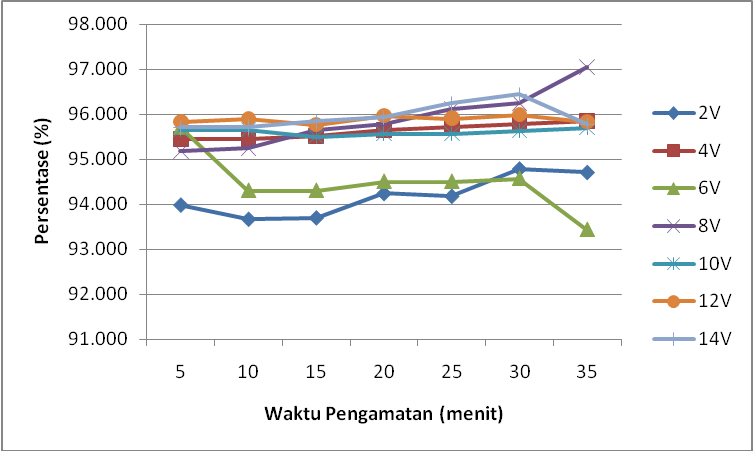 98.000
97.000
96.000
95.000
94.000
93.000
92.000
91.000
Persentase (%)
5 10 15 20 25 30 35
Waktu Pengamatan (menit)
2V
4V
6V
8V
10V
12V
14V